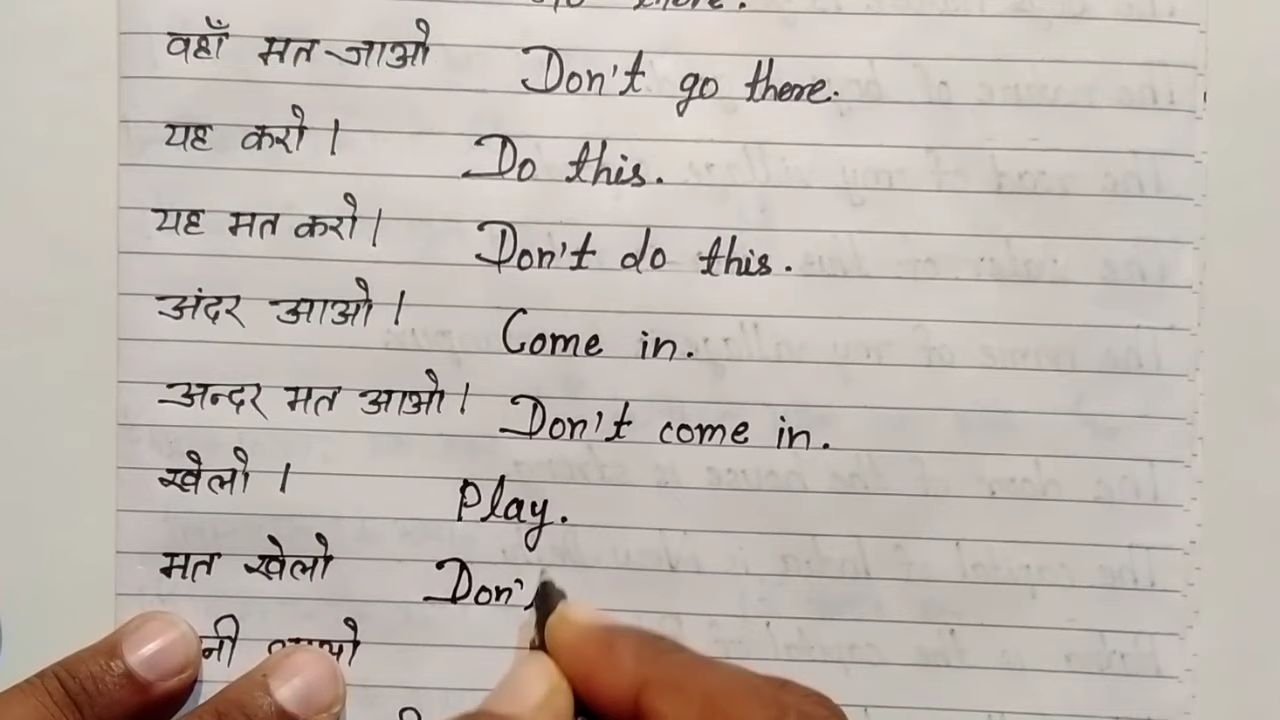 there.
वहाँ मत जाओ Don't go there.
यह करो। Do this.
यह मत करो। Don't do this.
अंदर आओ। Come in.
अन्दर मत आओ। Don't come in.
खेलो। Play.
मत खेलो Don'